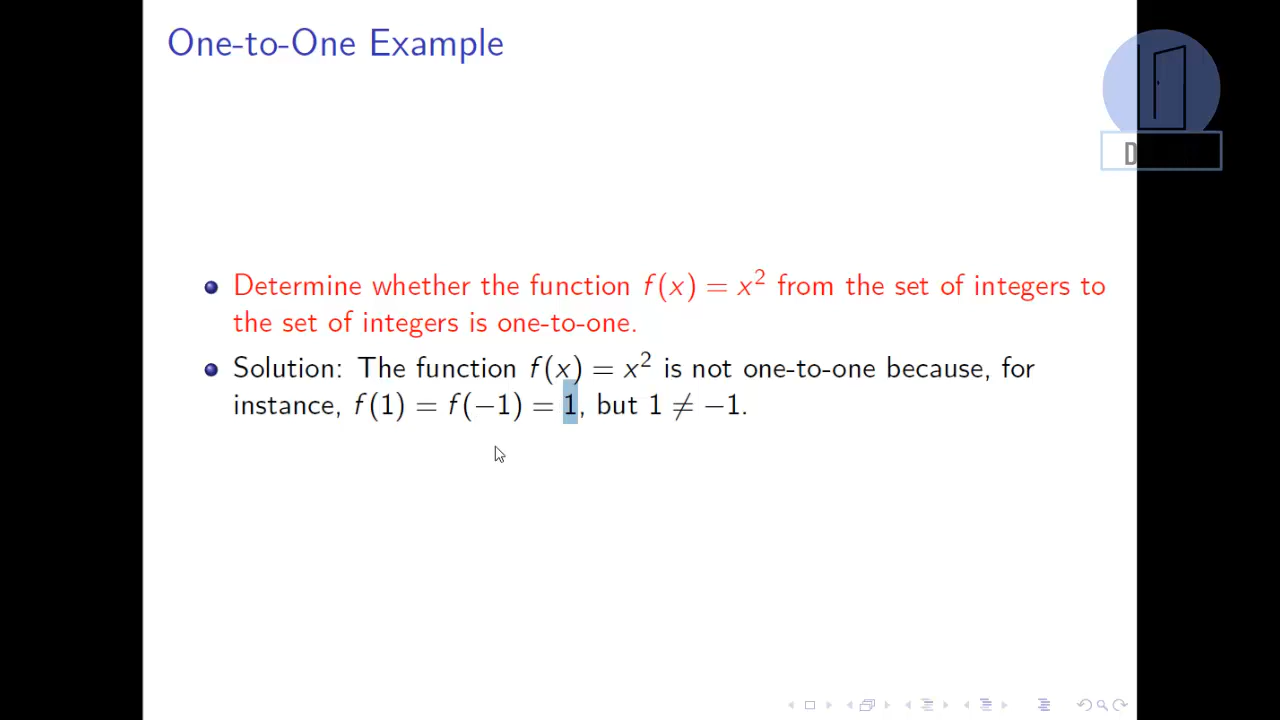 One-to-One Example
Determine whether the function f(x) = x² from the set of integers to
the set of integers is one-to-one.
Solution: The function f(x) = x² is not one-to-one because, for
instance, f(1) = f(−1) = 1, but 1 ≠ −1.